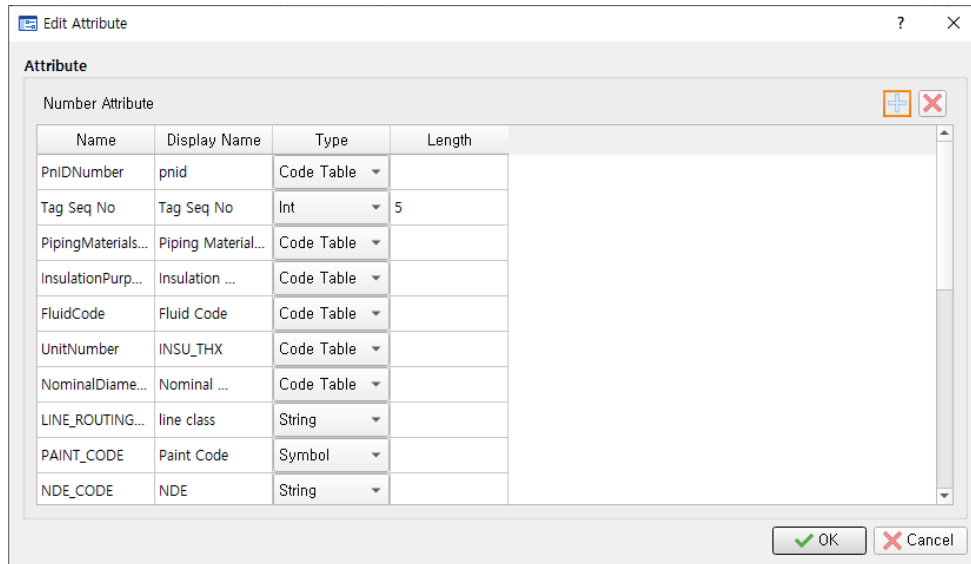 Edit Attribute ?
Attribute
Number Attribute
Name Display Name Type Length
PnIDNumber pnid Code Table
Tag Seq No Tag Seq No Int 5
PipingMaterials... Piping Material... Code Table
InsulationPurp... Insulation ... Code Table
FluidCode Fluid Code Code Table
UnitNumber INSU_THX Code Table
NominalDiame... Nominal ... Code Table
LINE_ROUTING... line class String
PAINT_CODE Paint Code Symbol
NDE_CODE NDE String
OK Cancel